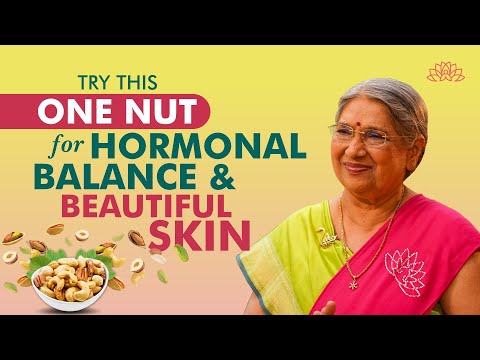 TRY THIS
ONE NUT
for HORMONAL
BALANCE &
BEAUTIFUL
SKIN